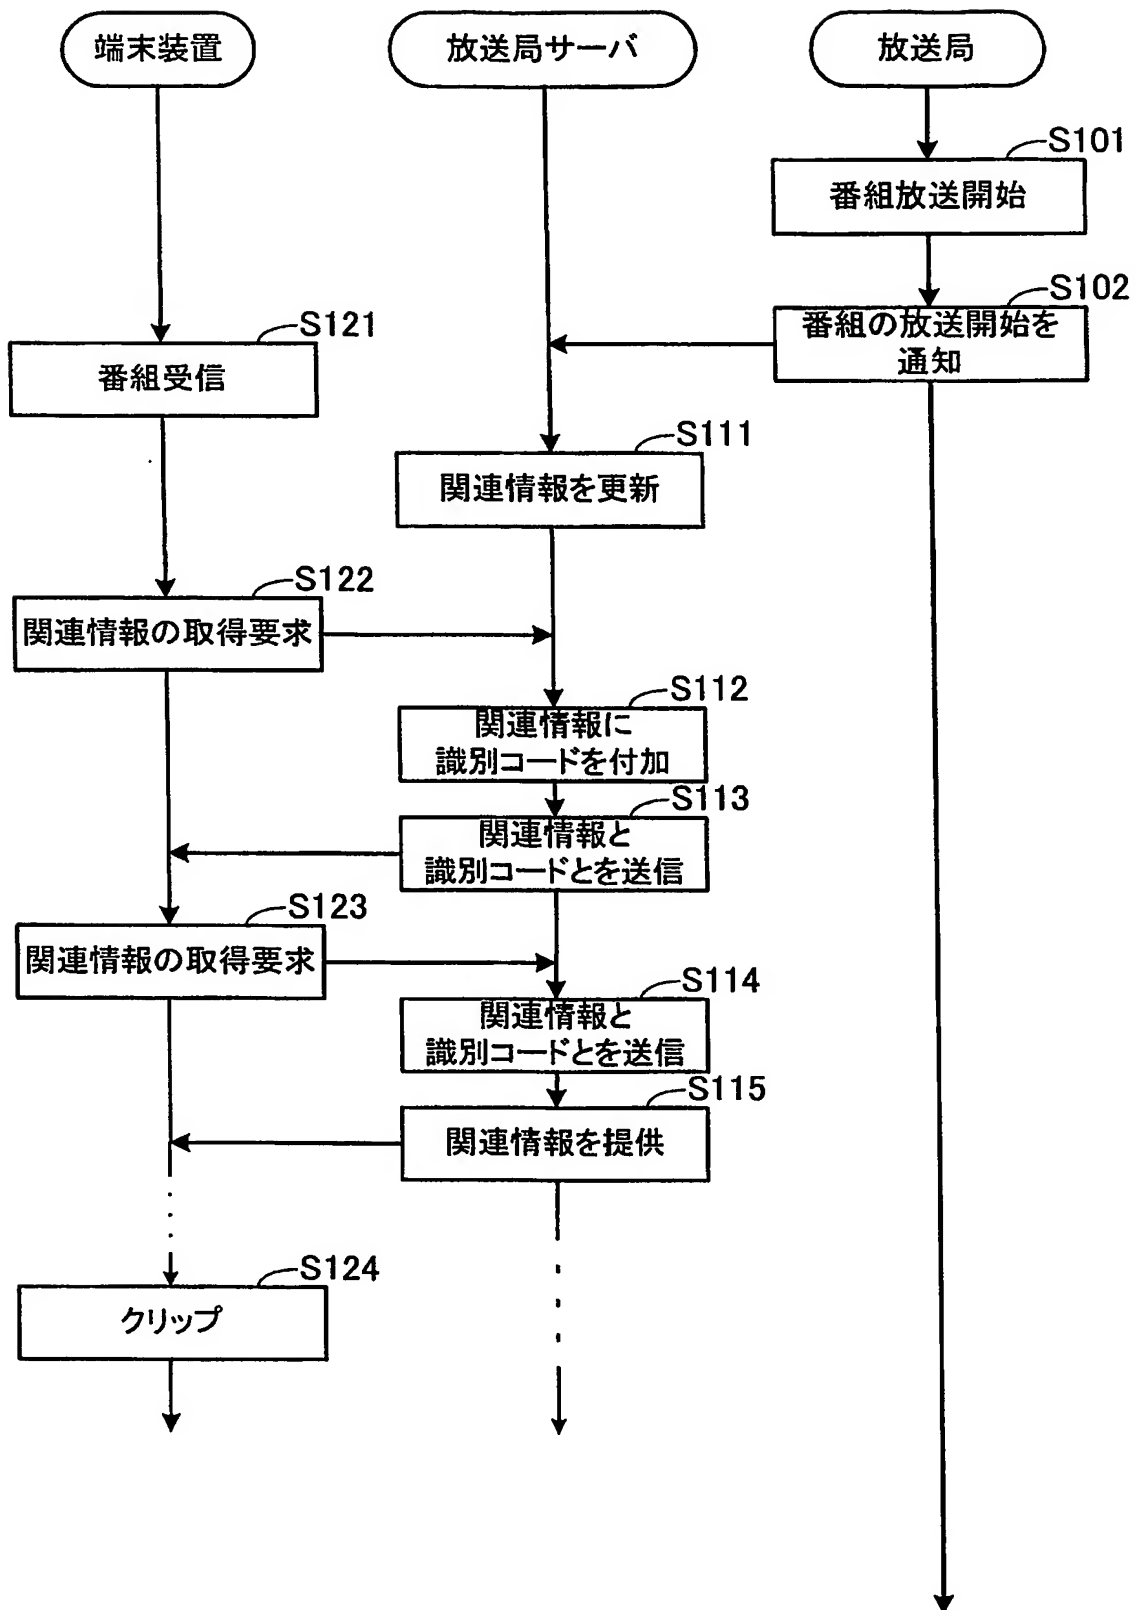 端末装置
放送局サーバ
放送局
S101
番組放送開始
S102
番組の放送開始を
通知
S121
番組受信
S111
関連情報を更新
S122
関連情報の取得要求
S112
関連情報に
識別コードを付加
S113
関連情報と
識別コードとを送信
S123
関連情報の取得要求
S114
関連情報と
識別コードとを送信
S115
関連情報を提供
S124
クリップ